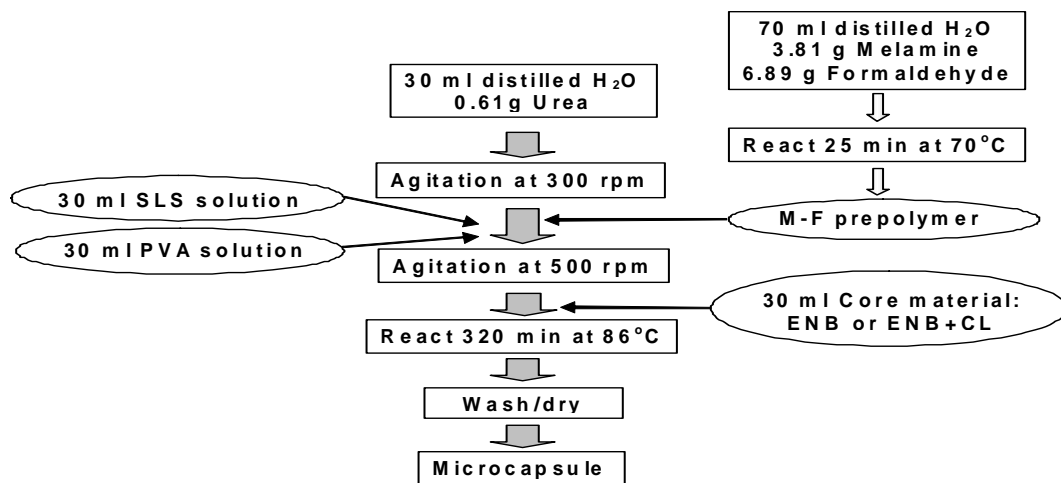 70 ml distilled H₂O
3.81 g Melamine
6.89 g Formaldehyde
30 ml distilled H₂O
0.61g Urea
React 25 min at 70°C
Agitation at 300 rpm
30 ml SLS solution
M-F prepolymer
30 ml PVA solution
Agitation at 500 rpm
30 ml Core material:
ENB or ENB+CL
React 320 min at 86°C
Wash/dry
Microcapsule